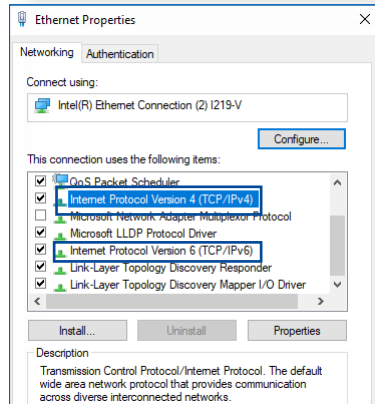 Ethernet Properties
Networking
Authentication
Connect using:
Intel(R) Ethernet Connection (2) I219-V
Configure...
This connection uses the following items:
QoS Packet Scheduler
Internet Protocol Version 4 (TCP/IPv4)
Microsoft Network Adapter Multiplexor Protocol
Microsoft LLDP Protocol Driver
Internet Protocol Version 6 (TCP/IPv6)
Link-Layer Topology Discovery Responder
Link-Layer Topology Discovery Mapper I/O Driver
Install...
Uninstall
Properties
Description
Transmission Control Protocol/Internet Protocol. The default
wide area network protocol that provides communication
across diverse interconnected networks.